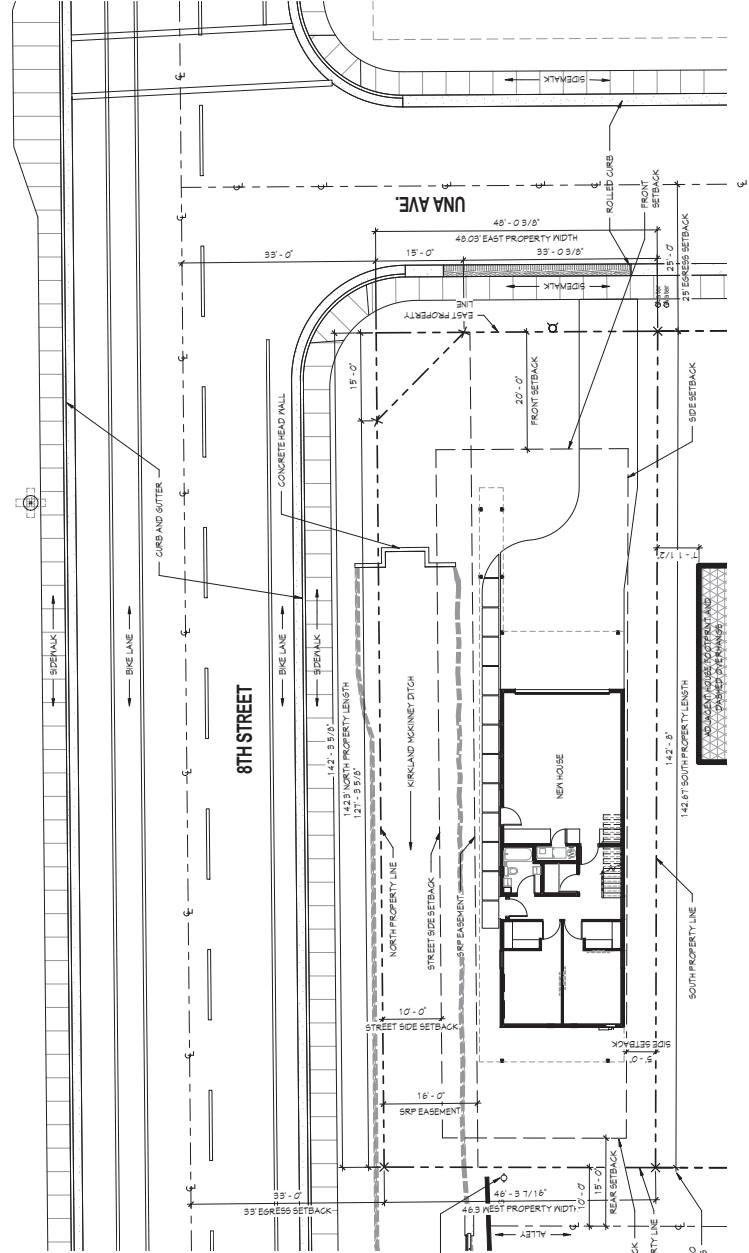 SIDEWALK
UNA AVE.
ROLLED CURB
FRONT
SETBACK
48' - 0 3/8"
48.03' EAST PROPERTY WIDTH
33' - 0"
15' - 0"
33' - 0 3/8"
25' - 0"
25' EGRESS SETBACK
SIDEWALK
EAST PROPERTY
LINE
15' - 0"
20' - 0"
FRONT SETBACK
SIDE SETBACK
CONCRETE HEAD WALL
CURB AND GUTTER
7' - 1 1/2"
SIDEWALK
BIKE LANE
8TH STREET
BIKE LANE
SIDEWALK
142' - 3 5/8"
142.3' NORTH PROPERTY LENGTH
127' - 3 5/8"
KIRKLAND MCKINNEY DITCH
NEW HOUSE
142' - 8"
142.67' SOUTH PROPERTY LENGTH
ADJACENT HOUSE FOOTPRINT AND
DASHED OVERHANGS
NORTH PROPERTY LINE
STREET SIDE SETBACK
SRP EASEMENT
SOUTH PROPERTY LINE
10' - 0"
STREET SIDE SETBACK
SIDE SETBACK
5' - 0"
16' - 0"
SRP EASEMENT
33' - 0"
33' EGRESS SETBACK
46' - 3 7/16"
46.3 WEST PROPERTY WIDTH
10' - 0"
15' - 0"
REAR SETBACK
ALLEY